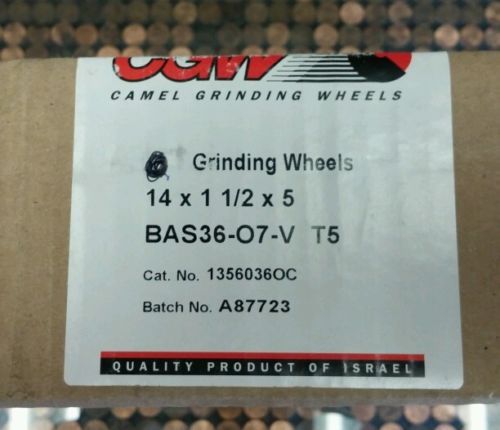 CGW
CAMEL GRINDING WHEELS
Grinding Wheels
14 x 1 1/2 x 5
BAS36-O7-V T5
Cat. No. 1356036OC
Batch No. A87723
QUALITY PRODUCT OF ISRAEL